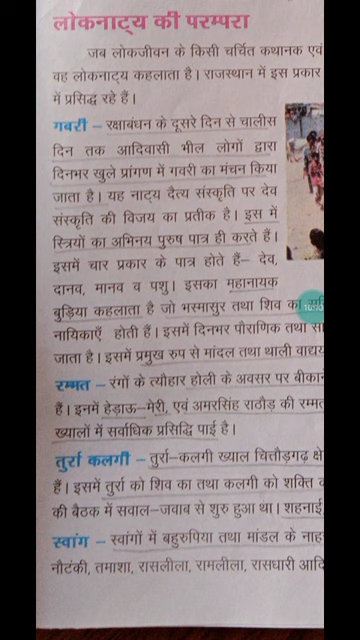 लोकनाट्य की परम्परा
जब लोकजीवन के किसी चर्चित कथानक एवं
वह लोकनाट्य कहलाता है। राजस्थान में इस प्रकार
में प्रसिद्ध रहे हैं।
गबरी – रक्षाबंधन के दूसरे दिन से चालीस
दिन तक आदिवासी भील लोगों द्वारा
दिनभर खुले प्रांगण में गवरी का मंचन किया
जाता है। यह नाट्य दैत्य संस्कृति पर देव
संस्कृति की विजय का प्रतीक है। इस में
स्त्रियों का अभिनय पुरुष पात्र ही करते हैं।
इसमें चार प्रकार के पात्र होते हैं– देव,
दानव, मानव व पशु। इसका महानायक
बुड़िया कहलाता है जो भस्मासुर तथा शिव का
नायिकाएँ होती हैं। इसमें दिनभर पौराणिक तथा सा
जाता है। इसमें प्रमुख रुप से मांदल तथा थाली वाद्यय
रम्मत – रंगों के त्यौहार होली के अवसर पर बीकान
हैं। इनमें हेड़ाऊ–मेरी, एवं अमरसिंह राठौड़ की रम्मत
ख्यालों में सर्वाधिक प्रसिद्धि पाई है।
तुर्रा कलगी – तुर्रा–कलगी ख्याल चित्तौड़गढ़ क्षे
हैं। इसमें तुर्रा को शिव का तथा कलगी को शक्ति
की बैठक में सवाल–जवाब से शुरु हुआ था। शहनाई
स्वांग – स्वांगों में बहुरुपिया तथा मांडल के नाह
नौटंकी, तमाशा, रासलीला, रामलीला, रासधारी आदि